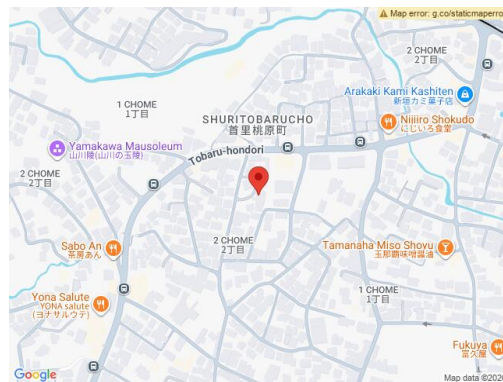 Map error: g.co/staticmaperro
2 CHOME
2丁目
Arakaki Kami Kashiten
新垣カミ菓子店
1 CHOME
1丁目
SHURITOBARUCHO
首里桃原町
Niiiro Shokudo
にじいろ食堂
Yamakawa Mausoleum
山川陵(山川の玉陵)
Tobaru-hondori
2 CHOME
2丁目
Sabo An
茶房あん
2 CHOME
2丁目
Tamanaha Miso Shoyu
玉那覇味噌醤油
1 CHOME
1丁目
Yona Salute
YONA salute
(ヨナサルウテ)
Fukuya
富久屋
Google
Map data ©202